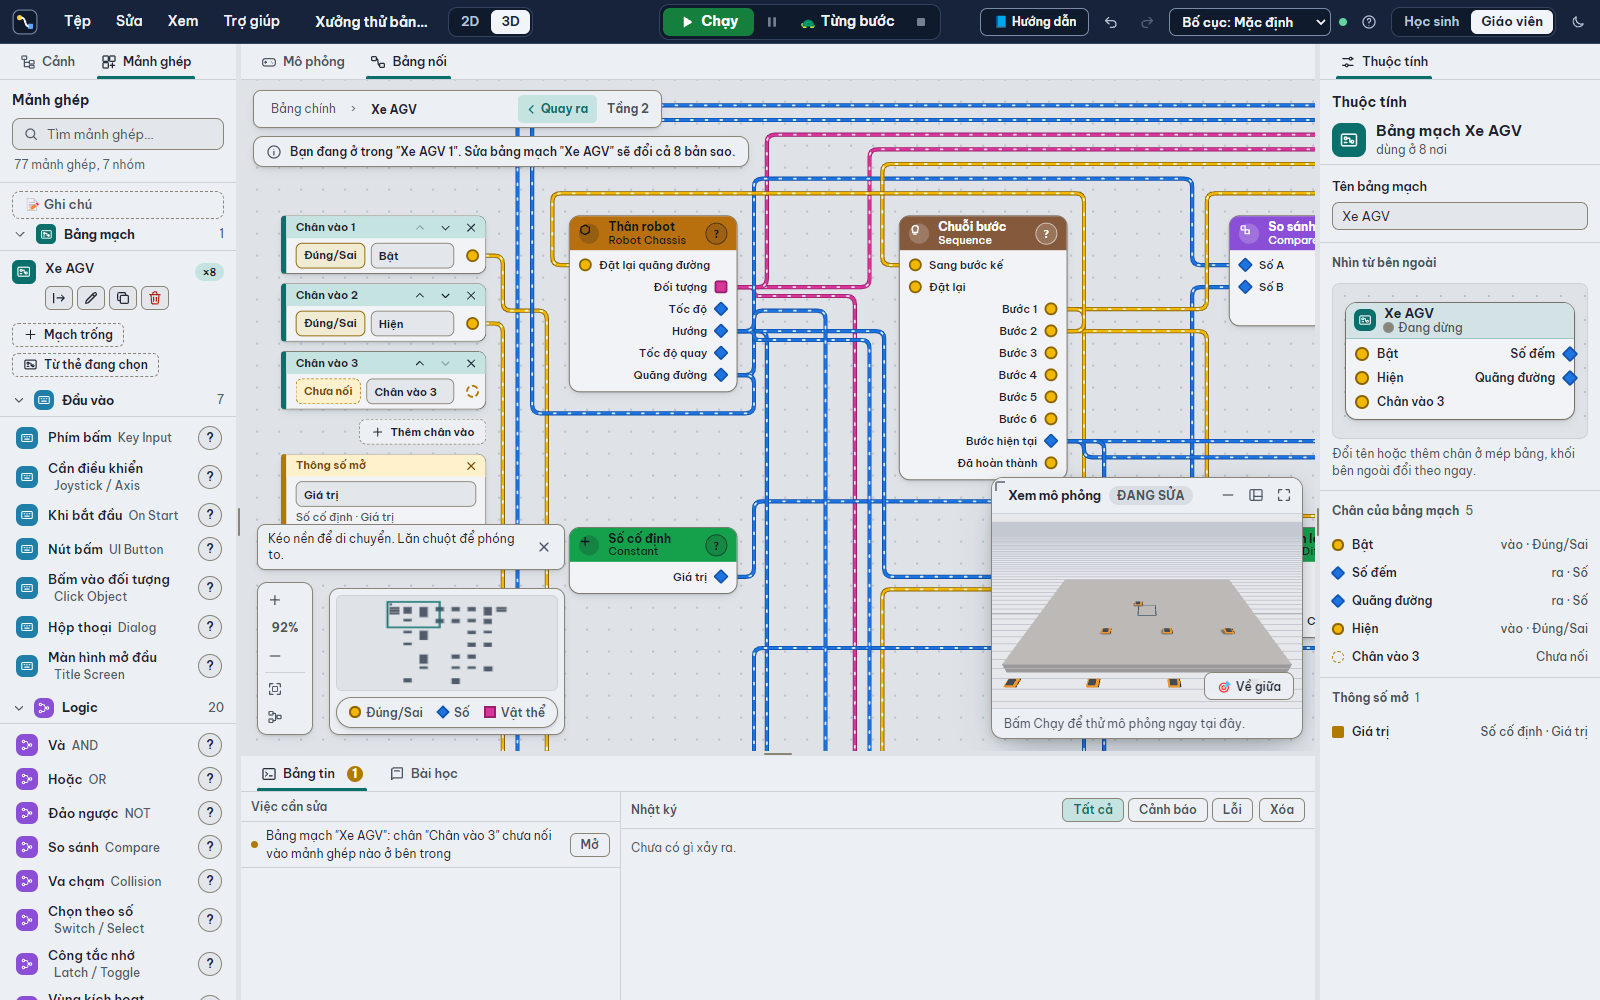 Tệp Sửa Xem Trợ giúp Xưởng thử bản... 2D 3D Chạy Từng bước Hướng dẫn Bố cục: Mặc định Học sinh Giáo viên
Cảnh Mảnh ghép
Mảnh ghép
Tìm mảnh ghép...
77 mảnh ghép, 7 nhóm
Ghi chú
Bảng mạch 1
Xe AGV ×8
+ Mạch trống
Từ thẻ đang chọn
Đầu vào 7
Phím bấm Key Input ?
Cần điều khiển
Joystick / Axis ?
Khi bắt đầu On Start ?
Nút bấm UI Button ?
Bấm vào đối tượng
Click Object ?
Hộp thoại Dialog ?
Màn hình mở đầu
Title Screen ?
Logic 20
Và AND ?
Hoặc OR ?
Đảo ngược NOT ?
So sánh Compare ?
Va chạm Collision ?
Chọn theo số
Switch / Select ?
Công tắc nhớ
Latch / Toggle ?
Vùng kích hoạt
Mô phỏng Bảng nối
Bảng chính › Xe AGV Quay ra Tầng 2
Bạn đang ở trong "Xe AGV 1". Sửa bảng mạch "Xe AGV" sẽ đổi cả 8 bản sao.
Chân vào 1
Đúng/Sai Bật
Chân vào 2
Đúng/Sai Hiện
Chân vào 3
Chưa nối Chân vào 3
+ Thêm chân vào
Thông số mở
Giá trị
Số cố định · Giá trị
Kéo nền để di chuyển. Lăn chuột để phóng
to.
92%
Đúng/Sai Số Vật thể
Thân robot
Robot Chassis ?
Đặt lại quãng đường
Đối tượng
Tốc độ
Hướng
Tốc độ quay
Quãng đường
Số cố định
Constant ?
Giá trị
Chuỗi bước
Sequence ?
Sang bước kế
Đặt lại
Bước 1
Bước 2
Bước 3
Bước 4
Bước 5
Bước 6
Bước hiện tại
Đã hoàn thành
So sánh
Compare
Số A
Số B
Xem mô phỏng ĐANG SỬA
Về giữa
Bấm Chạy để thử mô phỏng ngay tại đây.
Bảng tin 1 Bài học
Việc cần sửa
Bảng mạch "Xe AGV": chân "Chân vào 3" chưa nối
vào mảnh ghép nào ở bên trong
Mở
Nhật ký Tất cả Cảnh báo Lỗi Xóa
Chưa có gì xảy ra.
Thuộc tính
Thuộc tính
Bảng mạch Xe AGV
dùng ở 8 nơi
Tên bảng mạch
Xe AGV
Nhìn từ bên ngoài
Xe AGV
Đang dừng
Bật Số đếm
Hiện Quãng đường
Chân vào 3
Đổi tên hoặc thêm chân ở mép bảng, khối
bên ngoài đổi theo ngay.
Chân của bảng mạch 5
Bật vào · Đúng/Sai
Số đếm ra · Số
Quãng đường ra · Số
Hiện vào · Đúng/Sai
Chân vào 3 Chưa nối
Thông số mở 1
Giá trị Số cố định · Giá trị